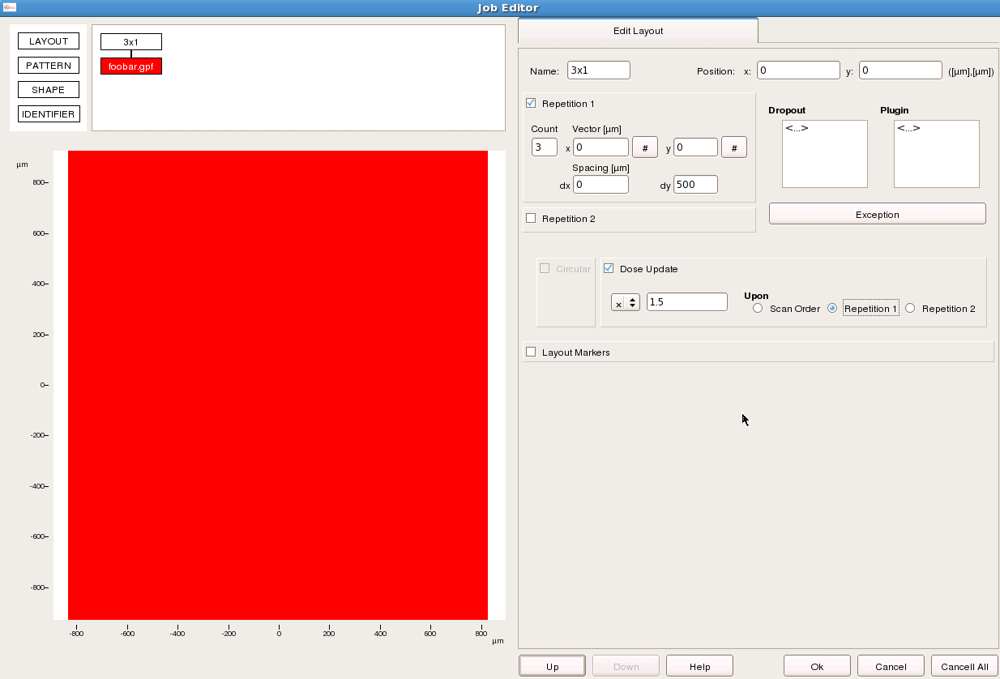 Job Editor
LAYOUT
PATTERN
SHAPE
IDENTIFIER
3x1
foobar.gpf
µm
800
600
400
200
0
-200
-400
-600
-800
-800 -600 -400 -200 0 200 400 600 800
µm
Edit Layout
Name: 3x1 Position: x: 0 y: 0 ([µm],[µm])
Repetition 1
Count Vector [µm]
3 x 0 # y 0 #
Spacing [µm]
dx 0 dy 500
Dropout Plugin
<...> <...>
Exception
Repetition 2
Circular
Dose Update
x 1.5
Upon
Scan Order Repetition 1 Repetition 2
Layout Markers
Up Down Help Ok Cancel Cancell All